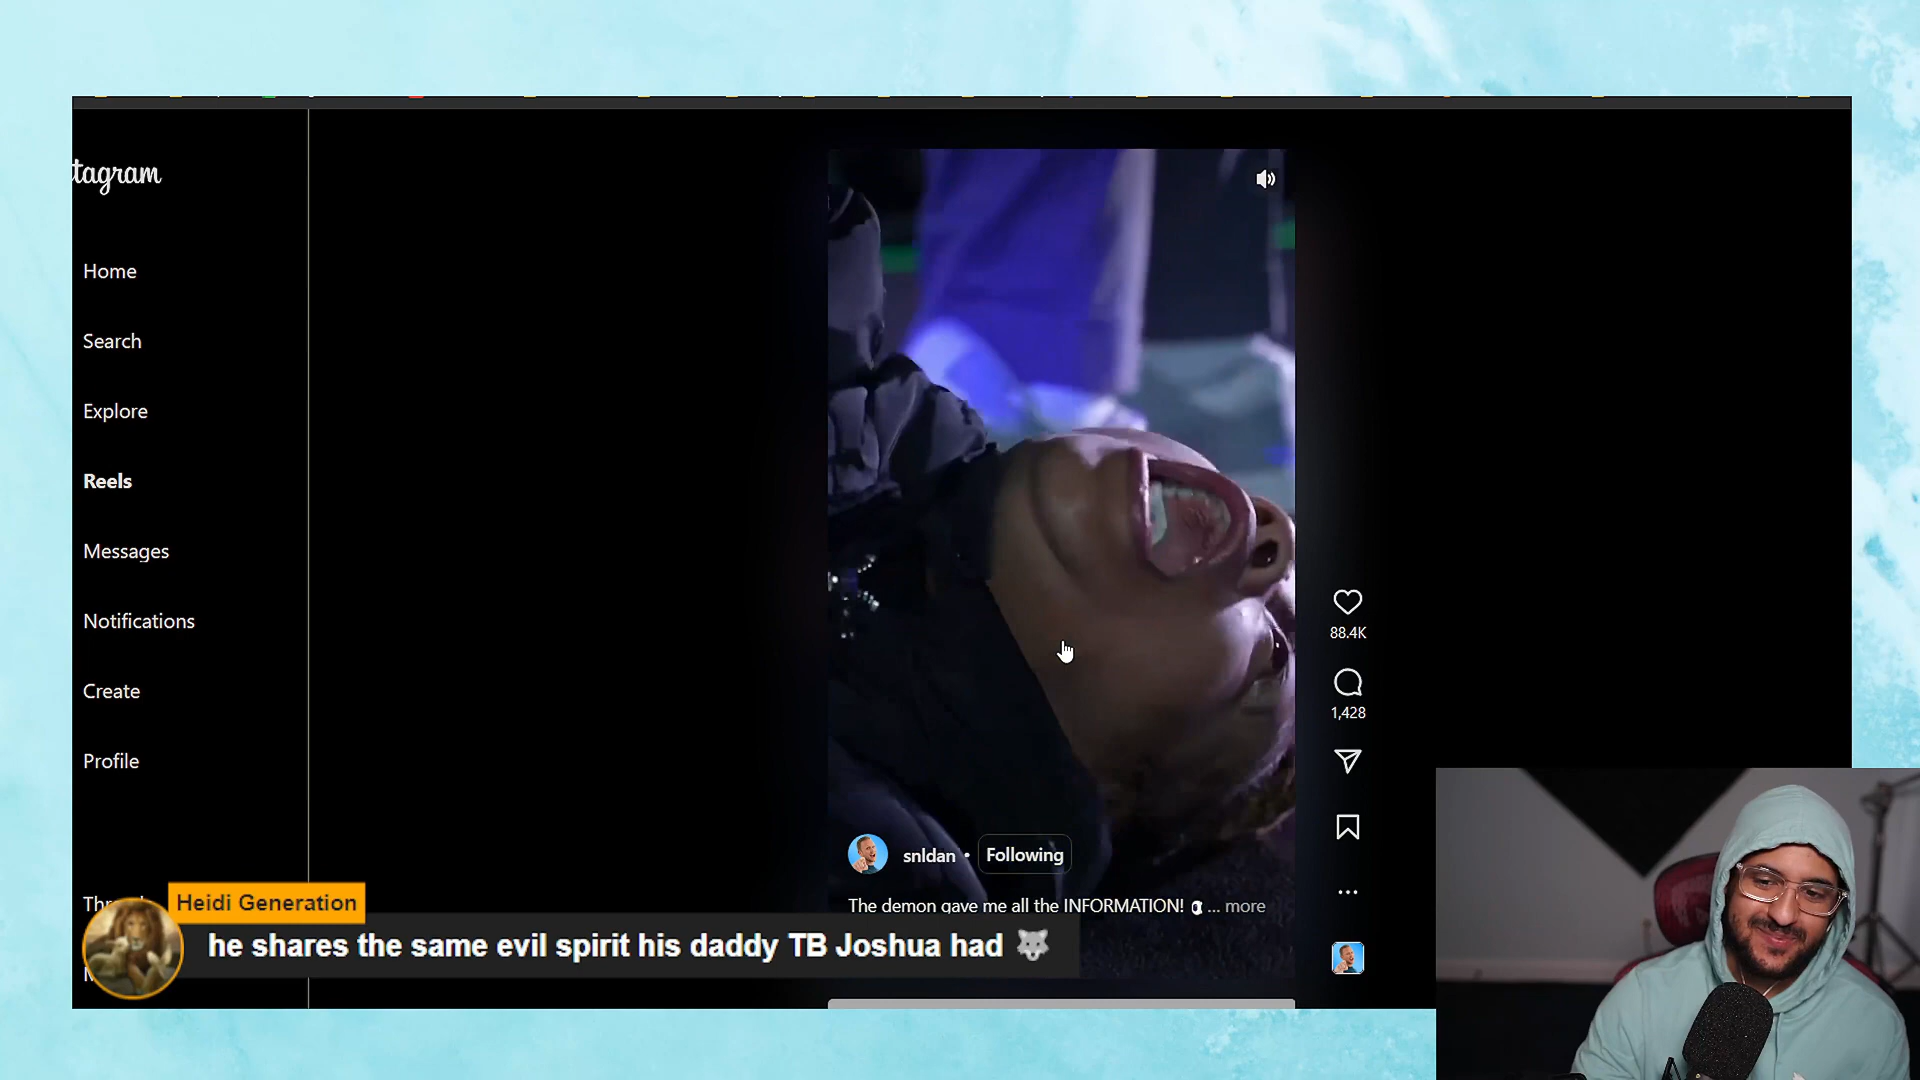 tagram
Home
Search
Explore
Reels
Messages
Notifications
Create
Profile
88.4K
1,428
snldan • Following
The demon gave me all the INFORMATION! ... more
Heidi Generation
he shares the same evil spirit his daddy TB Joshua had